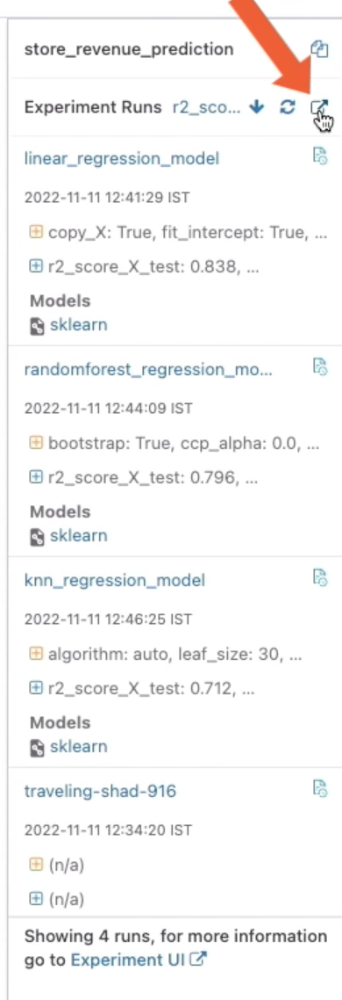 store_revenue_prediction
Experiment Runs r2_sco...
linear_regression_model
2022-11-11 12:41:29 IST
copy_X: True, fit_intercept: True, ...
r2_score_X_test: 0.838, ...
Models
sklearn
randomforest_regression_mo...
2022-11-11 12:44:09 IST
bootstrap: True, ccp_alpha: 0.0, ...
r2_score_X_test: 0.796, ...
Models
sklearn
knn_regression_model
2022-11-11 12:46:25 IST
algorithm: auto, leaf_size: 30, ...
r2_score_X_test: 0.712, ...
Models
sklearn
traveling-shad-916
2022-11-11 12:34:20 IST
(n/a)
(n/a)
Showing 4 runs, for more information
go to Experiment UI